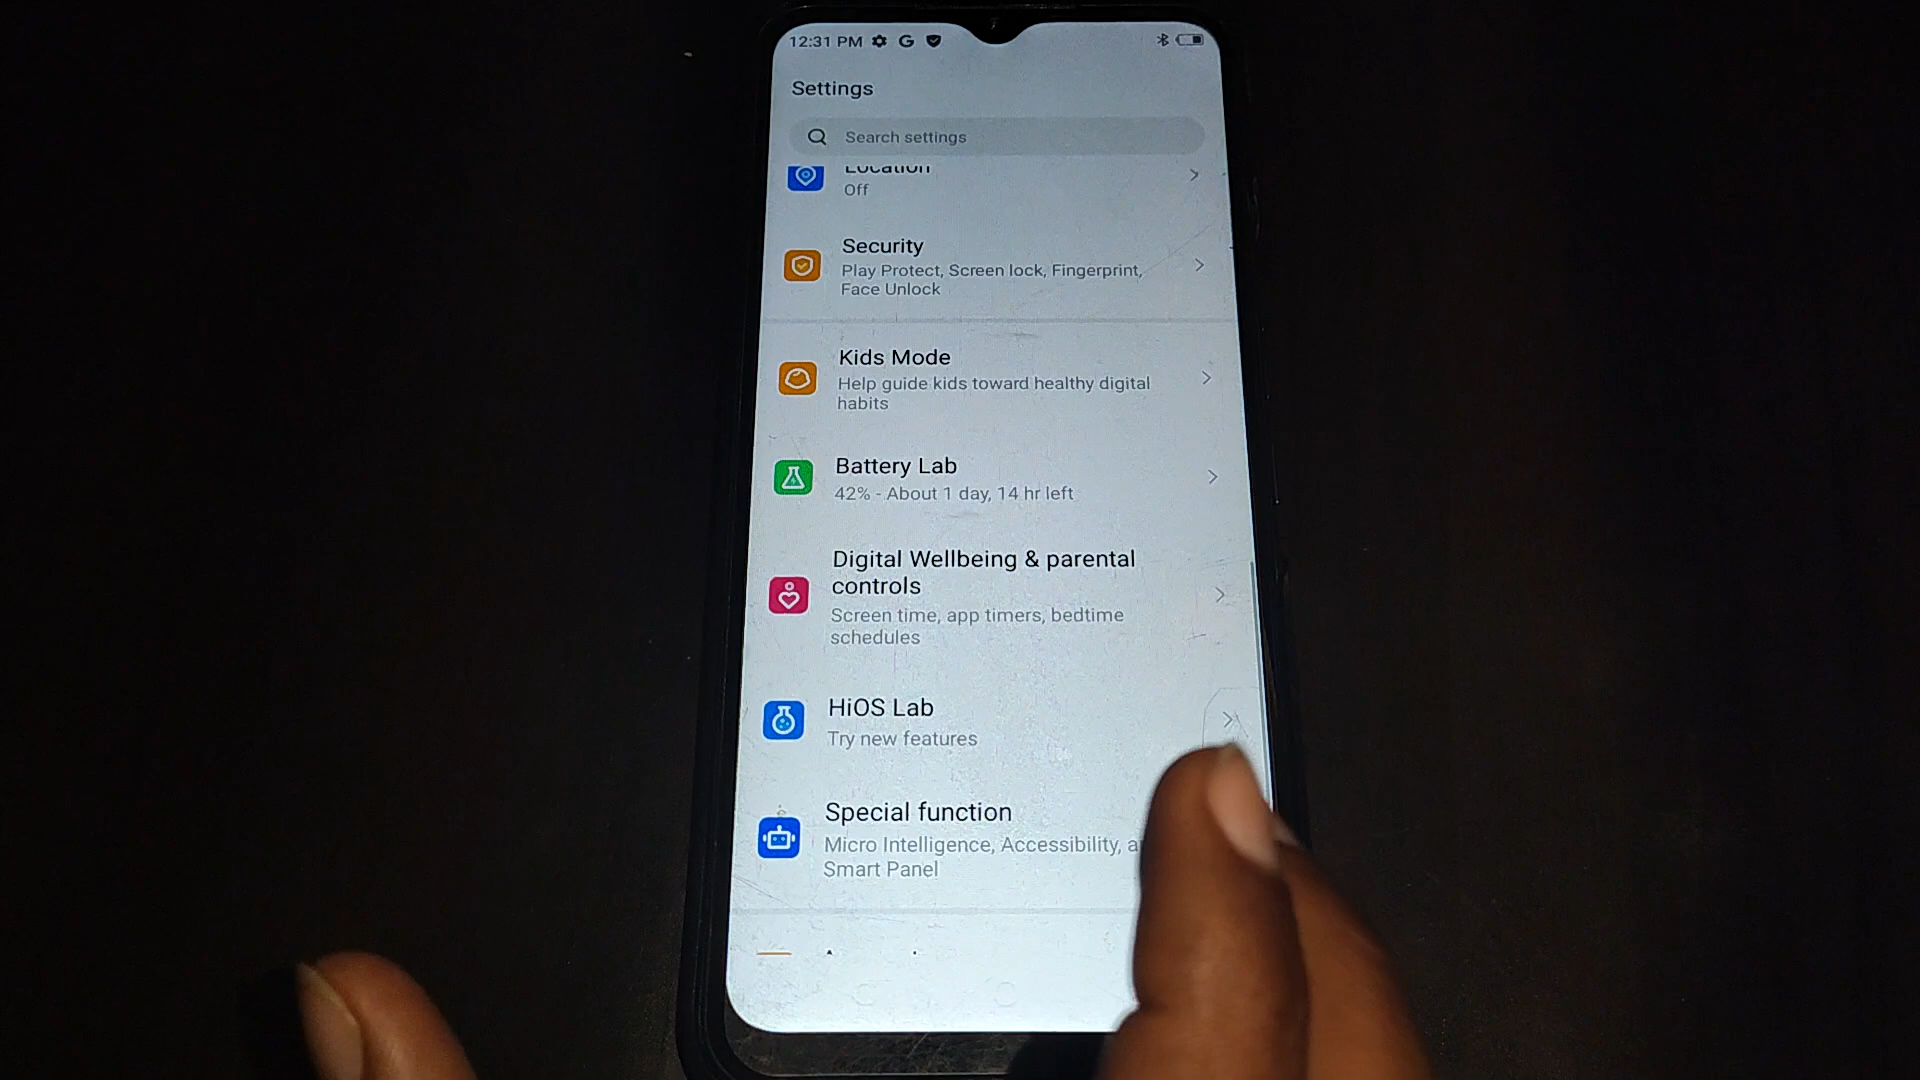 12:31 PM
Settings
Search settings
Location
Off
Security
Play Protect, Screen lock, Fingerprint,
Face Unlock
Kids Mode
Help guide kids toward healthy digital
habits
Battery Lab
42% - About 1 day, 14 hr left
Digital Wellbeing & parental
controls
Screen time, app timers, bedtime
schedules
HiOS Lab
Try new features
Special function
Micro Intelligence, Accessibility,
Smart Panel